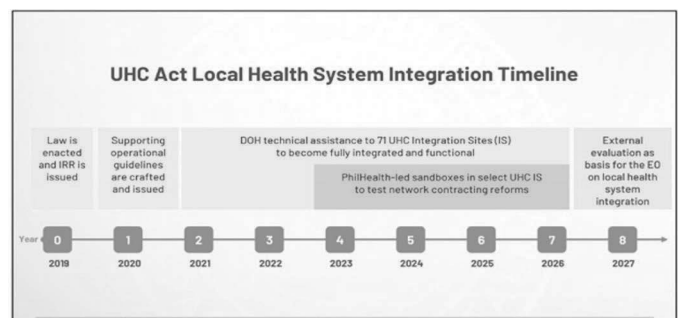 UHC Act Local Health System Integration Timeline
Law is
enacted
and IRR is
issued
Supporting
operational
guidelines
are crafted
and issued
DOH technical assistance to 71 UHC Integration Sites (IS)
to become fully integrated and functional
PhilHealth-led sandboxes in select UHC IS
to test network contracting reforms
External
evaluation as
basis for the EO
on local health
system
integration
Year 0 1 2 3 4 5 6 7 8
2019 2020 2021 2022 2023 2024 2025 2026 2027